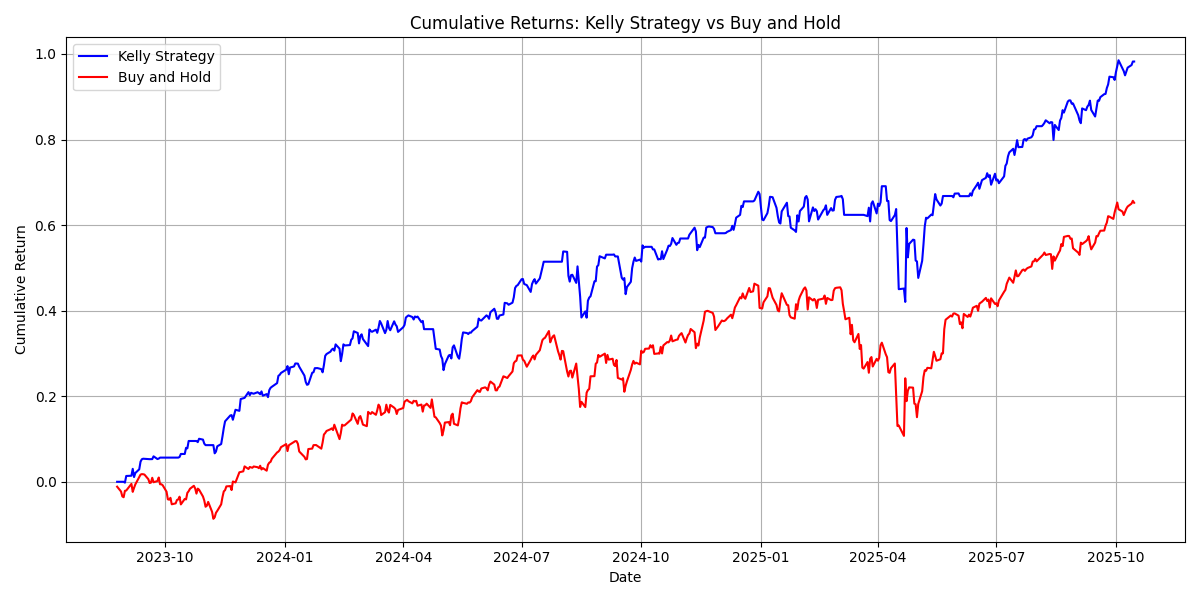 Cumulative Returns: Kelly Strategy vs Buy and Hold
Kelly Strategy
Buy and Hold
Cumulative Return
1.0
0.8
0.6
0.4
0.2
0.0
2023-10 2024-01 2024-04 2024-07 2024-10 2025-01 2025-04 2025-07 2025-10
Date